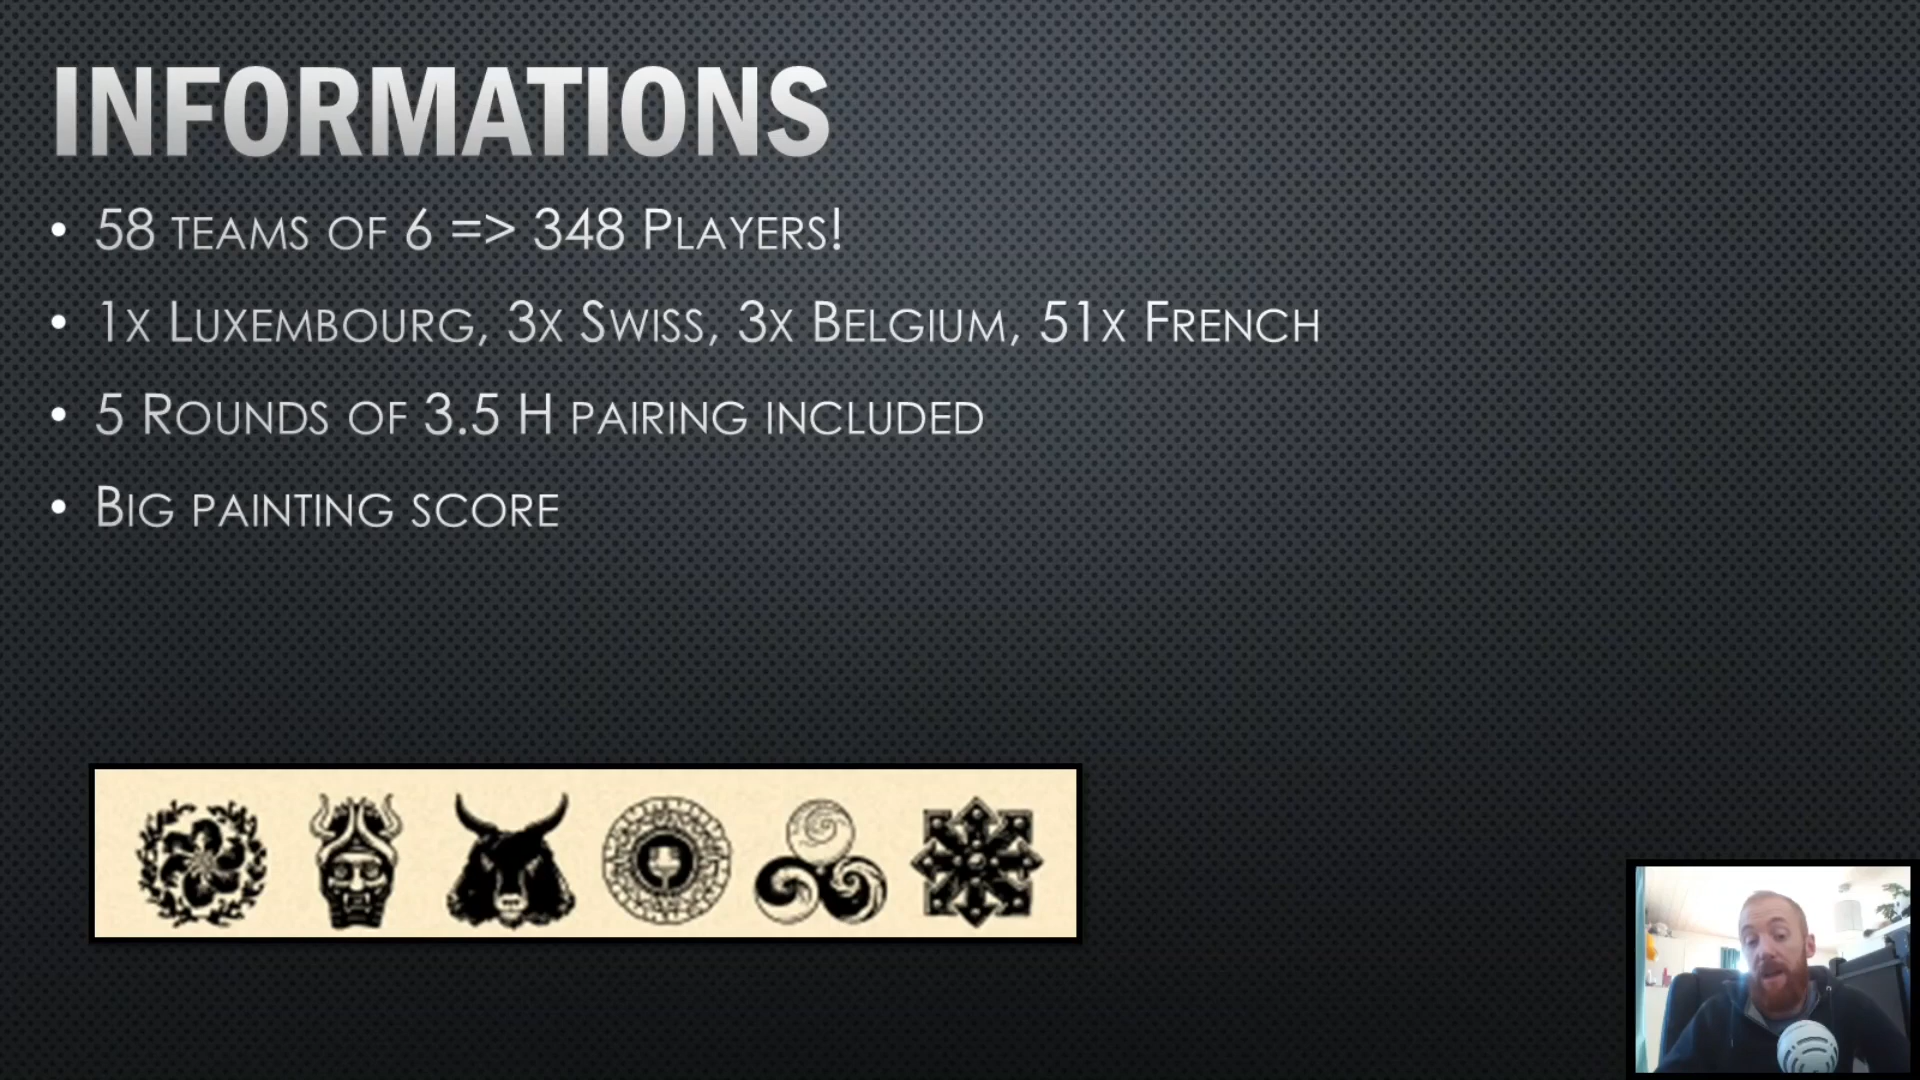 INFORMATIONS
• 58 TEAMS OF 6 => 348 PLAYERS!
• 1X LUXEMBOURG, 3X SWISS, 3X BELGIUM, 51X FRENCH
• 5 ROUNDS OF 3.5 H PAIRING INCLUDED
• BIG PAINTING SCORE